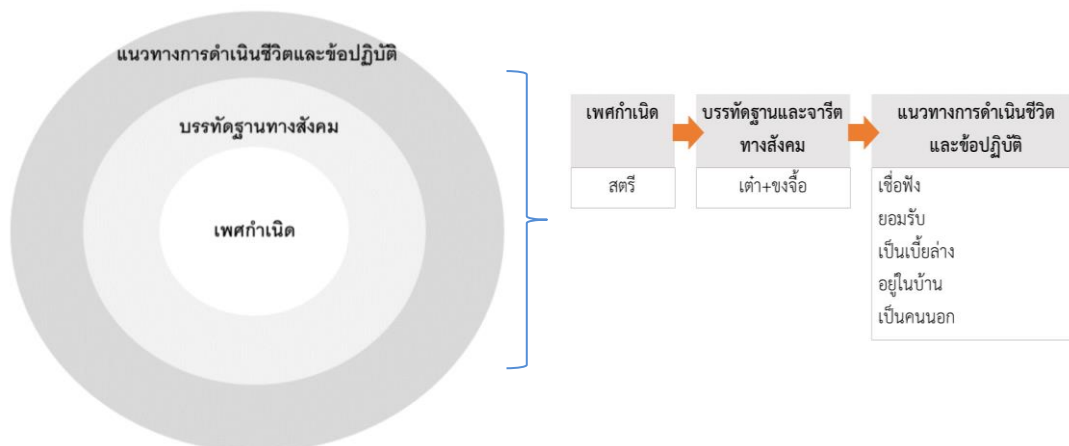 แนวทางการดำเนินชีวิตและข้อปฏิบัติ
บรรทัดฐานทางสังคม
เพศกำเนิด
เพศกำเนิด
บรรทัดฐานและจารีต
ทางสังคม
แนวทางการดำเนินชีวิต
และข้อปฏิบัติ
สตรี
เต๋า+ขงจื้อ
เชื่อฟัง
ยอมรับ
เป็นเบี้ยล่าง
อยู่ในบ้าน
เป็นคนนอก